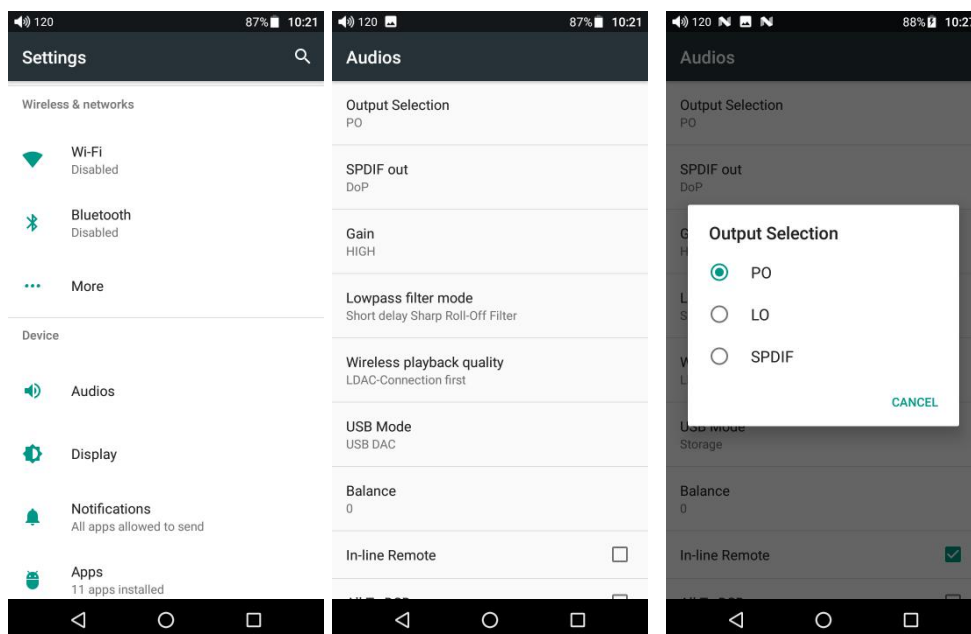 120 87% 10:21
Settings
Wireless & networks
Wi-Fi
Disabled
Bluetooth
Disabled
More
Device
Audios
Display
Notifications
All apps allowed to send
Apps
11 apps installed
120 87% 10:21
Audios
Output Selection
PO
SPDIF out
DoP
Gain
HIGH
Lowpass filter mode
Short delay Sharp Roll-Off Filter
Wireless playback quality
LDAC-Connection first
USB Mode
USB DAC
Balance
0
In-line Remote
120 88% 10:27
Audios
Output Selection
PO
SPDIF out
DoP
Output Selection
PO
LO
SPDIF
CANCEL
USB Mode
Storage
Balance
0
In-line Remote